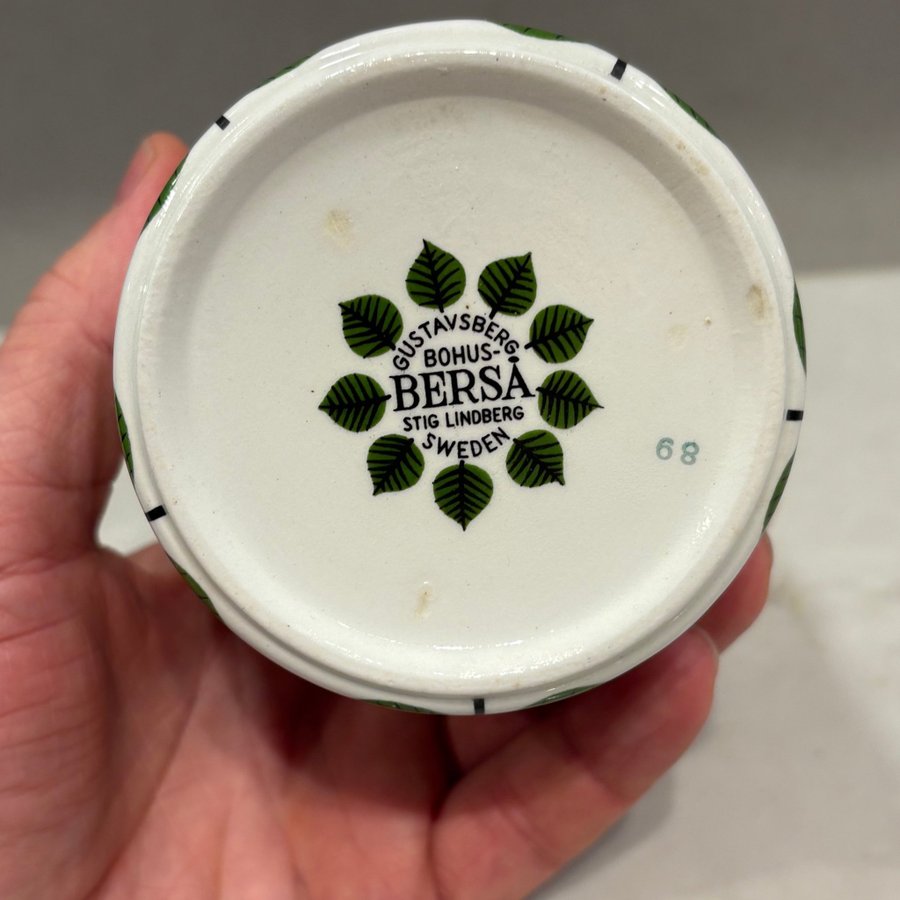 GUSTAVSBERG
BOHUS-
BERSÅ
STIG LINDBERG
SWEDEN
68